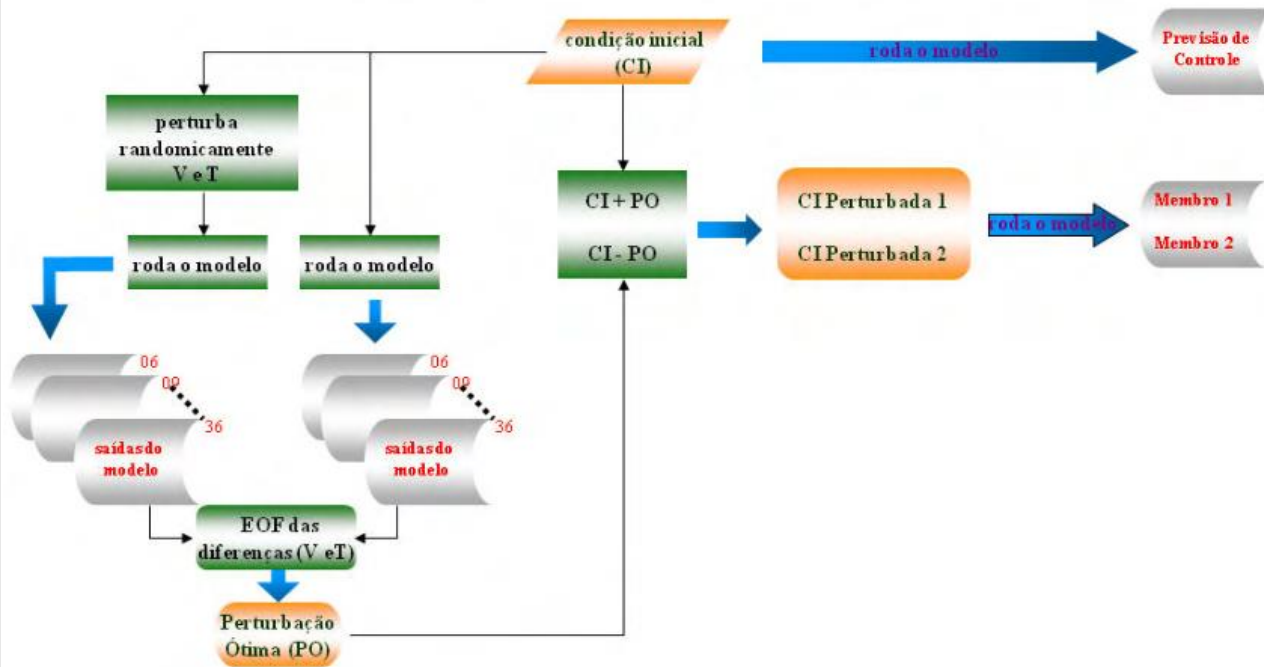 condição inicial
(CI)
roda o modelo
Previsão de
Controle
perturba
randomicamente
V e T
CI + PO
CI - PO
CI Perturbada 1
CI Perturbada 2
roda o modelo
Membro 1
Membro 2
roda o modelo
roda o modelo
06
09
36
saídas do
modelo
06
09
36
saídas do
modelo
EOF das
diferenças (V e T)
Perturbação
Ótima (PO)